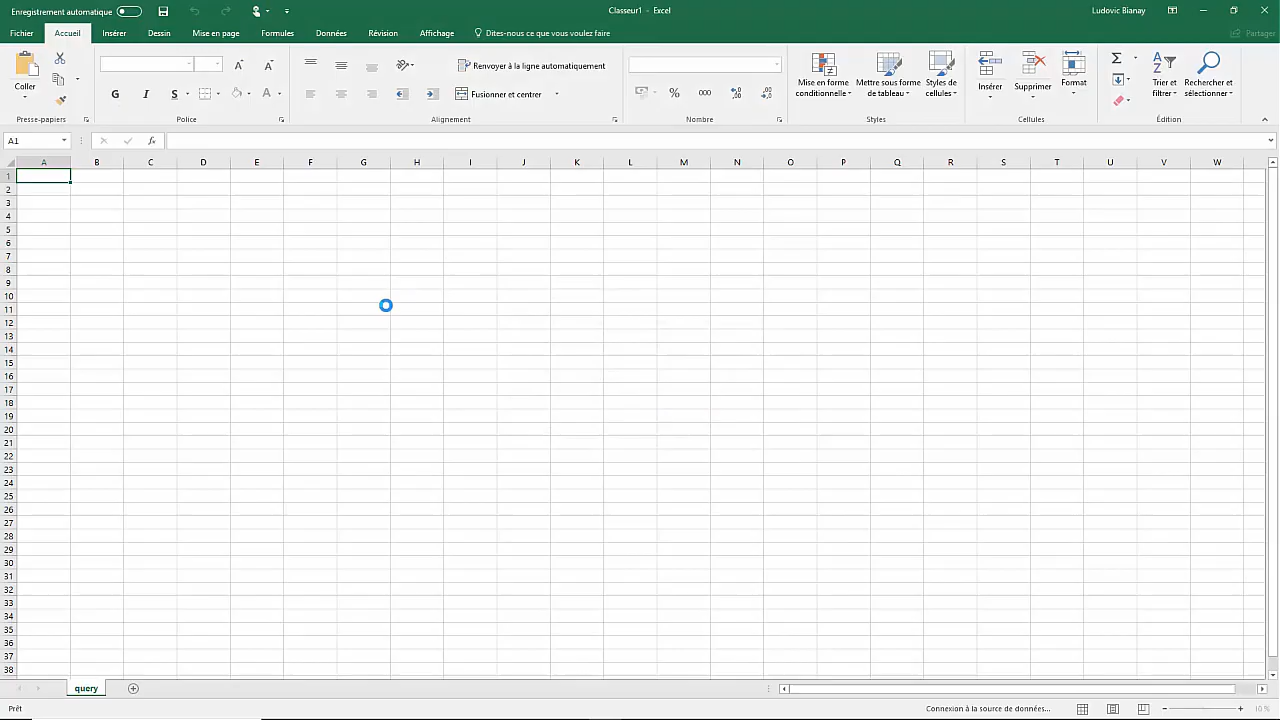 Enregistrement automatique
Classeur1 - Excel
Ludovic Bianay
Fichier Accueil Insérer Dessin Mise en page Formules Données Révision Affichage Dites-nous ce que vous voulez faire Partager
Coller
Presse-papiers
G I S A
Police
Renvoyer à la ligne automatiquement
Fusionner et centrer
Alignement
% 000
Nombre
Mise en forme conditionnelle
Mettre sous forme de tableau
Styles de cellules
Styles
Insérer
Supprimer
Format
Cellules
Trier et filtrer
Rechercher et sélectionner
Édition
A1 fx
A B C D E F G H I J K L M N O P Q R S T U V W
1
2
3
4
5
6
7
8
9
10
11
12
13
14
15
16
17
18
19
20
21
22
23
24
25
26
27
28
29
30
31
32
33
34
35
36
37
38
query
Prêt
Connexion à la source de données...